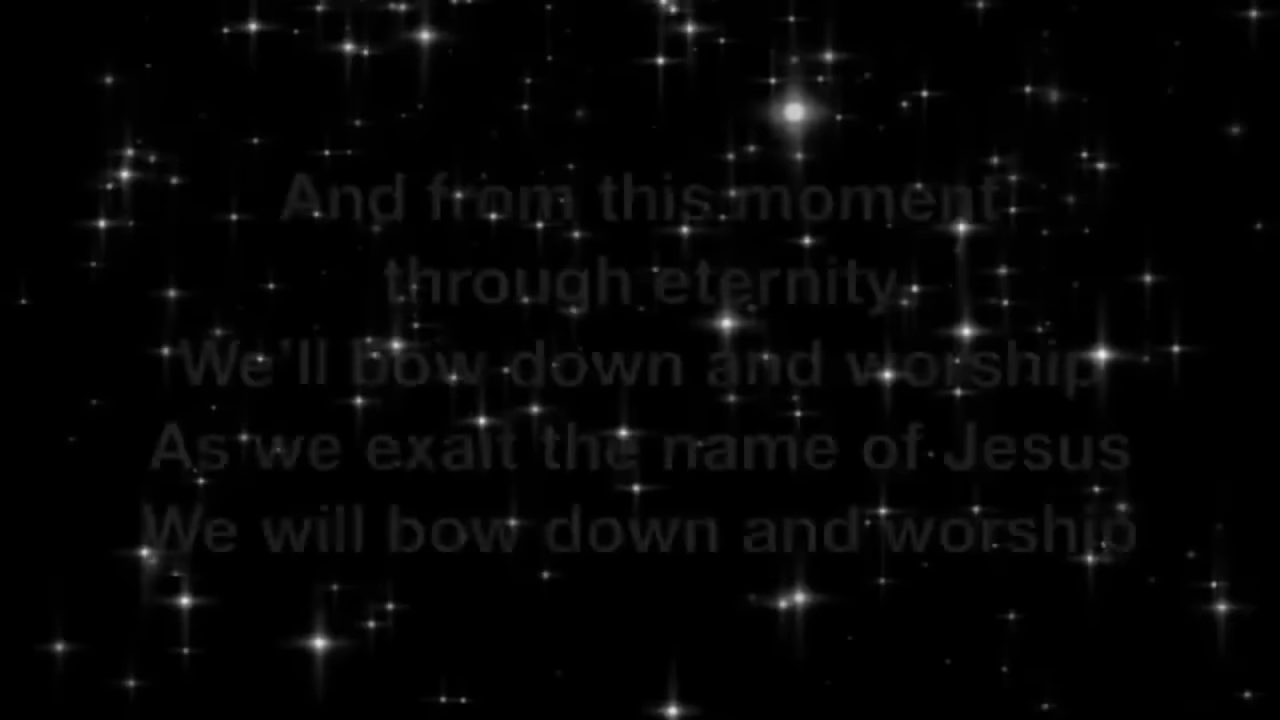 And from this moment
through eternity
We'll bow down and worship
As we exalt the name of Jesus
We will bow down and worship